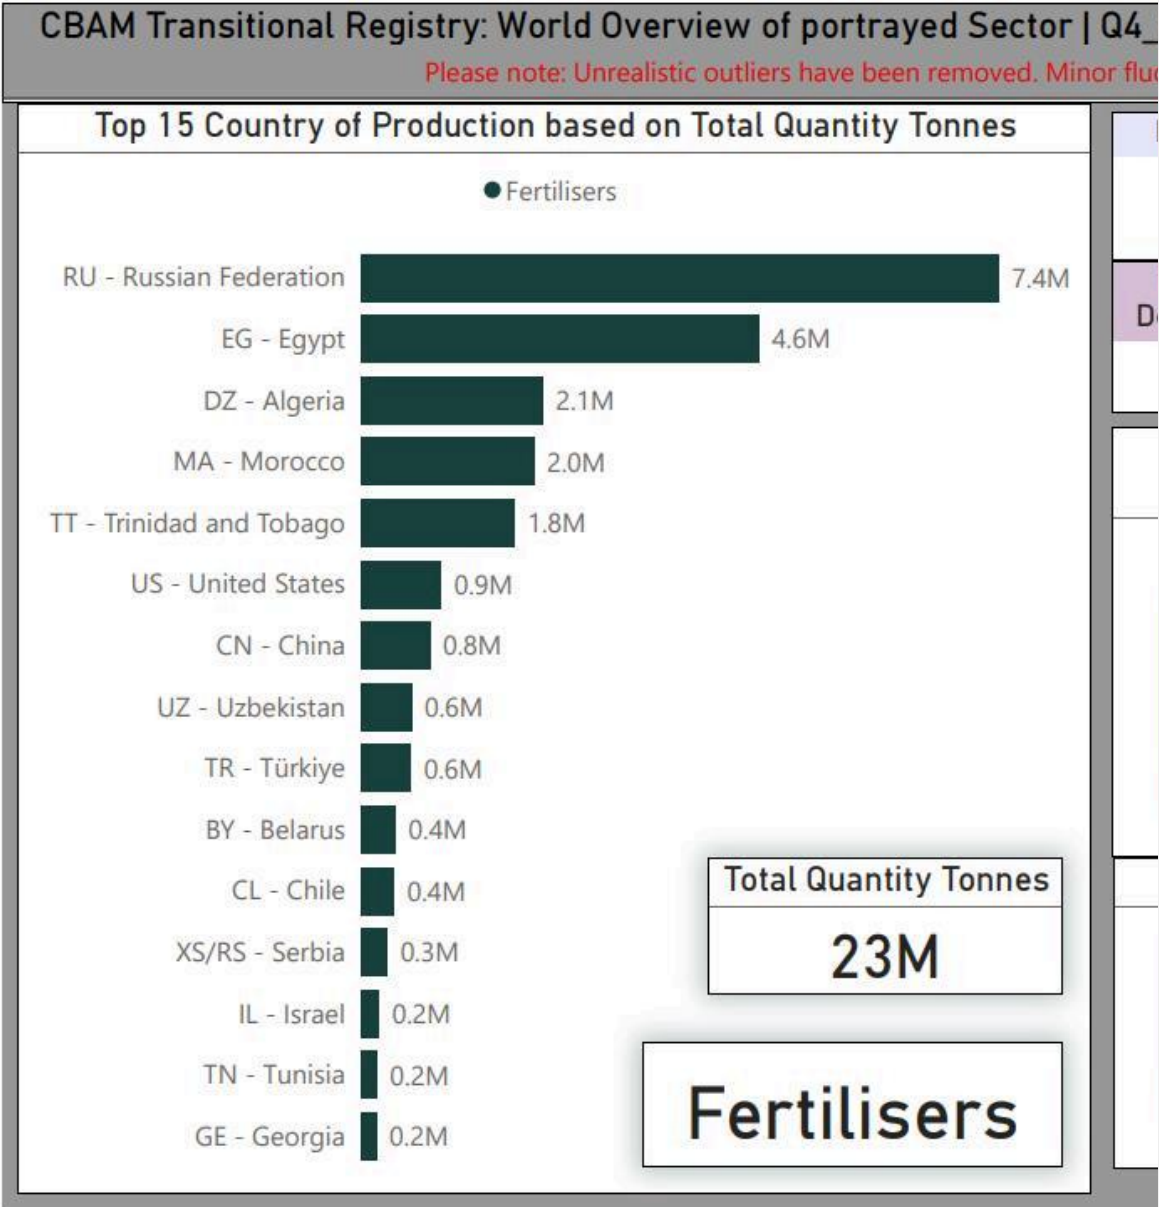 CBAM Transitional Registry: World Overview of portrayed Sector | Q4_
Please note: Unrealistic outliers have been removed. Minor
Top 15 Country of Production based on Total Quantity Tonnes
Fertilisers
RU - Russian Federation 7.4M
EG - Egypt 4.6M
DZ - Algeria 2.1M
MA - Morocco 2.0M
TT - Trinidad and Tobago 1.8M
US - United States 0.9M
CN - China 0.8M
UZ - Uzbekistan 0.6M
TR - Türkiye 0.6M
BY - Belarus 0.4M
CL - Chile 0.4M
XS/RS - Serbia 0.3M
IL - Israel 0.2M
TN - Tunisia 0.2M
GE - Georgia 0.2M
Total Quantity Tonnes
23M
Fertilisers